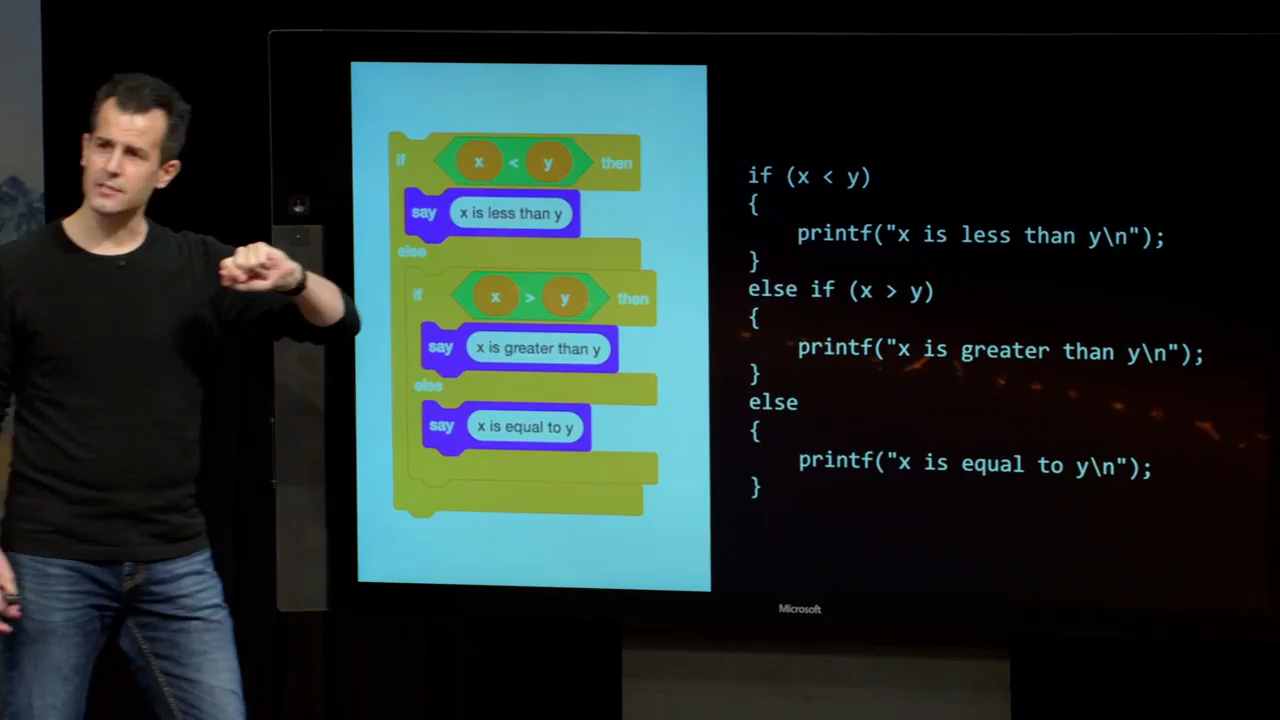 if x < y then
say x is less than y
else
if x > y then
say x is greater than y
else
say x is equal to y
if (x < y)
{
printf("x is less than y\n");
}
else if (x > y)
{
printf("x is greater than y\n");
}
else
{
printf("x is equal to y\n");
}
Microsoft